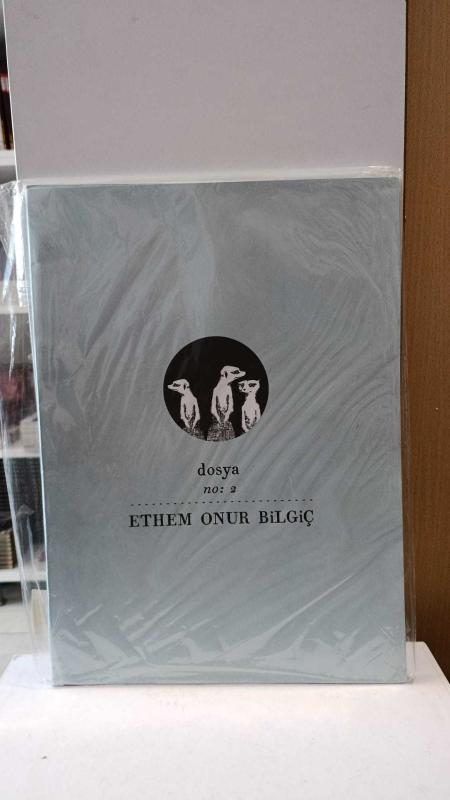 dosya
no: 2
ETHEM ONUR BiLGiÇ